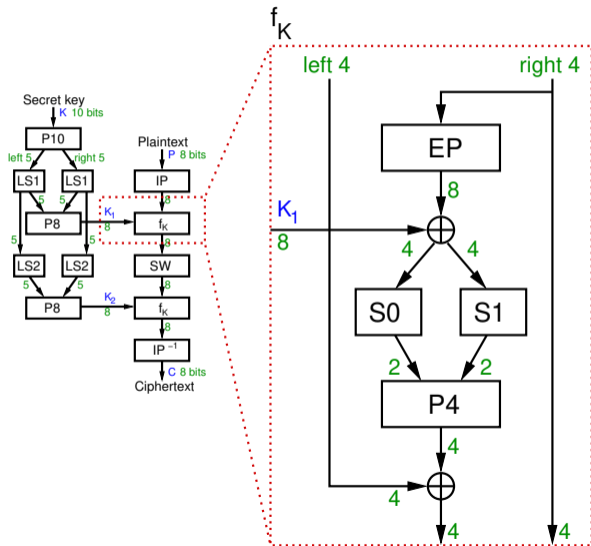 f K
left 4 right 4
Secret key
K 10 bits
P10
left 5 right 5
LS1 LS1
5 5
P8
K1
8
5 5
LS2 LS2
5 5
P8
K2
8
Plaintext
P 8 bits
IP
8
fK
8
SW
8
fK
8
IP −1
C 8 bits
Ciphertext
EP
8
K1
8
4 4
S0 S1
2 2
P4
4
4
4 4